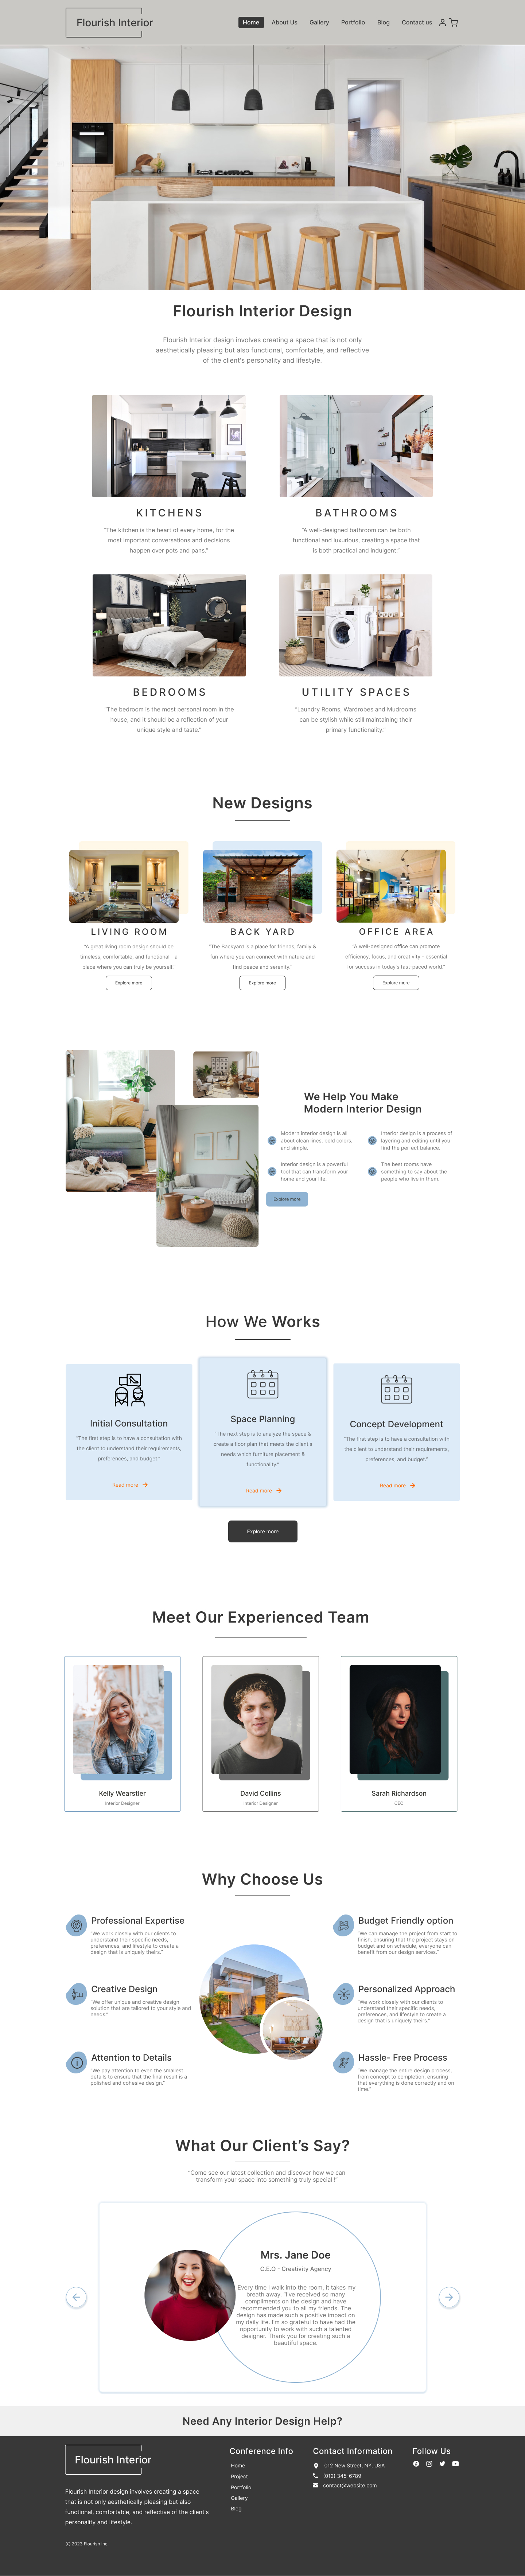 Flourish Interior
Home
About Us
Gallery
Portfolio
Blog
Contact us
Flourish Interior Design
Flourish Interior design involves creating a space that is not only
aesthetically pleasing but also functional, comfortable, and reflective
of the client's personality and lifestyle.
KITCHENS
"The kitchen is the heart of every home, for the
most important conversations and decisions
happen over pots and pans."
BATHROOMS
"A well-designed bathroom can be both
functional and luxurious, creating a space that
is both practical and indulgent."
BEDROOMS
"The bedroom is the most personal room in the
house, and it should be a reflection of your
unique style and taste."
UTILITY SPACES
"Laundry Rooms, Wardrobes and Mudrooms
can be stylish while still maintaining their
primary functionality."
New Designs
LIVING ROOM
"A great living room design should be
timeless, comfortable, and functional - a
place where you can truly be yourself."
Explore more
BACK YARD
"The Backyard is a place for friends, family &
fun where you can connect with nature and
find peace and serenity."
Explore more
OFFICE AREA
"A well-designed office can promote
efficiency, focus, and creativity - essential
for success in today's fast-paced world."
Explore more
We Help You Make
Modern Interior Design
Modern interior design is all
about clean lines, bold colors,
and simple.
Interior design is a process of
layering and editing until you
find the perfect balance.
Interior design is a powerful
tool that can transform your
home and your life.
The best rooms have
something to say about the
people who live in them.
Explore more
How We Works
Initial Consultation
"The first step is to have a consultation with
the client to understand their requirements,
preferences, and budget."
Read more
Space Planning
"The next step is to analyze the space &
create a floor plan that meets the client's
needs which furniture placement &
functionality."
Read more
Concept Development
"The first step is to have a consultation with
the client to understand their requirements,
preferences, and budget."
Read more
Explore more
Meet Our Experienced Team
Kelly Wearstler
Interior Designer
David Collins
Interior Designer
Sarah Richardson
CEO
Why Choose Us
Professional Expertise
"We work closely with our clients to
understand their specific needs,
preferences, and lifestyle to create a
design that is uniquely theirs."
Budget Friendly option
"We can manage the project from start to
finish, ensuring that the project stays on
budget and on schedule, everyone can
benefit from our design services."
Creative Design
"We offer unique and creative design
solution that are tailored to your style and
needs."
Personalized Approach
"We work closely with our clients to
understand their specific needs,
preferences, and lifestyle to create a
design that is uniquely theirs."
Attention to Details
"We pay attention to even the smallest
details to ensure that the final result is a
polished and cohesive design."
Hassle- Free Process
"We manage the entire design process,
from concept to completion, ensuring
that everything is done correctly and on
time."
What Our Client's Say?
"Come see our latest collection and discover how we can
transform your space into something truly special !"
Mrs. Jane Doe
C.E.O - Creativity Agency
Every time I walk into the room, it takes my
breath away. "I've received so many
compliments on the design and have
recommended you to all my friends. The
design has made such a positive impact on
my daily life. I'm so grateful to have had the
opportunity to work with such a talented
designer. Thank you for creating such a
beautiful space.
Need Any Interior Design Help?
Flourish Interior
Flourish Interior design involves creating a space
that is not only aesthetically pleasing but also
functional, comfortable, and reflective of the client's
personality and lifestyle.
© 2023 Flourish Inc.
Conference Info
Home
Project
Portfolio
Gallery
Blog
Contact Information
012 New Street, NY, USA
(012) 345-6789
contact@website.com
Follow Us